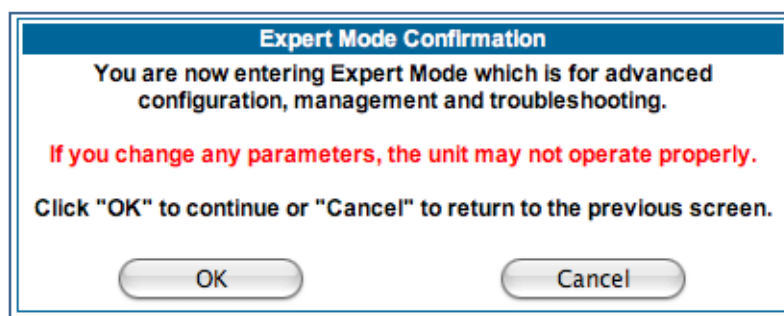 Expert Mode Confirmation
You are now entering Expert Mode which is for advanced
configuration, management and troubleshooting.
If you change any parameters, the unit may not operate properly.
Click "OK" to continue or "Cancel" to return to the previous screen.
OK
Cancel